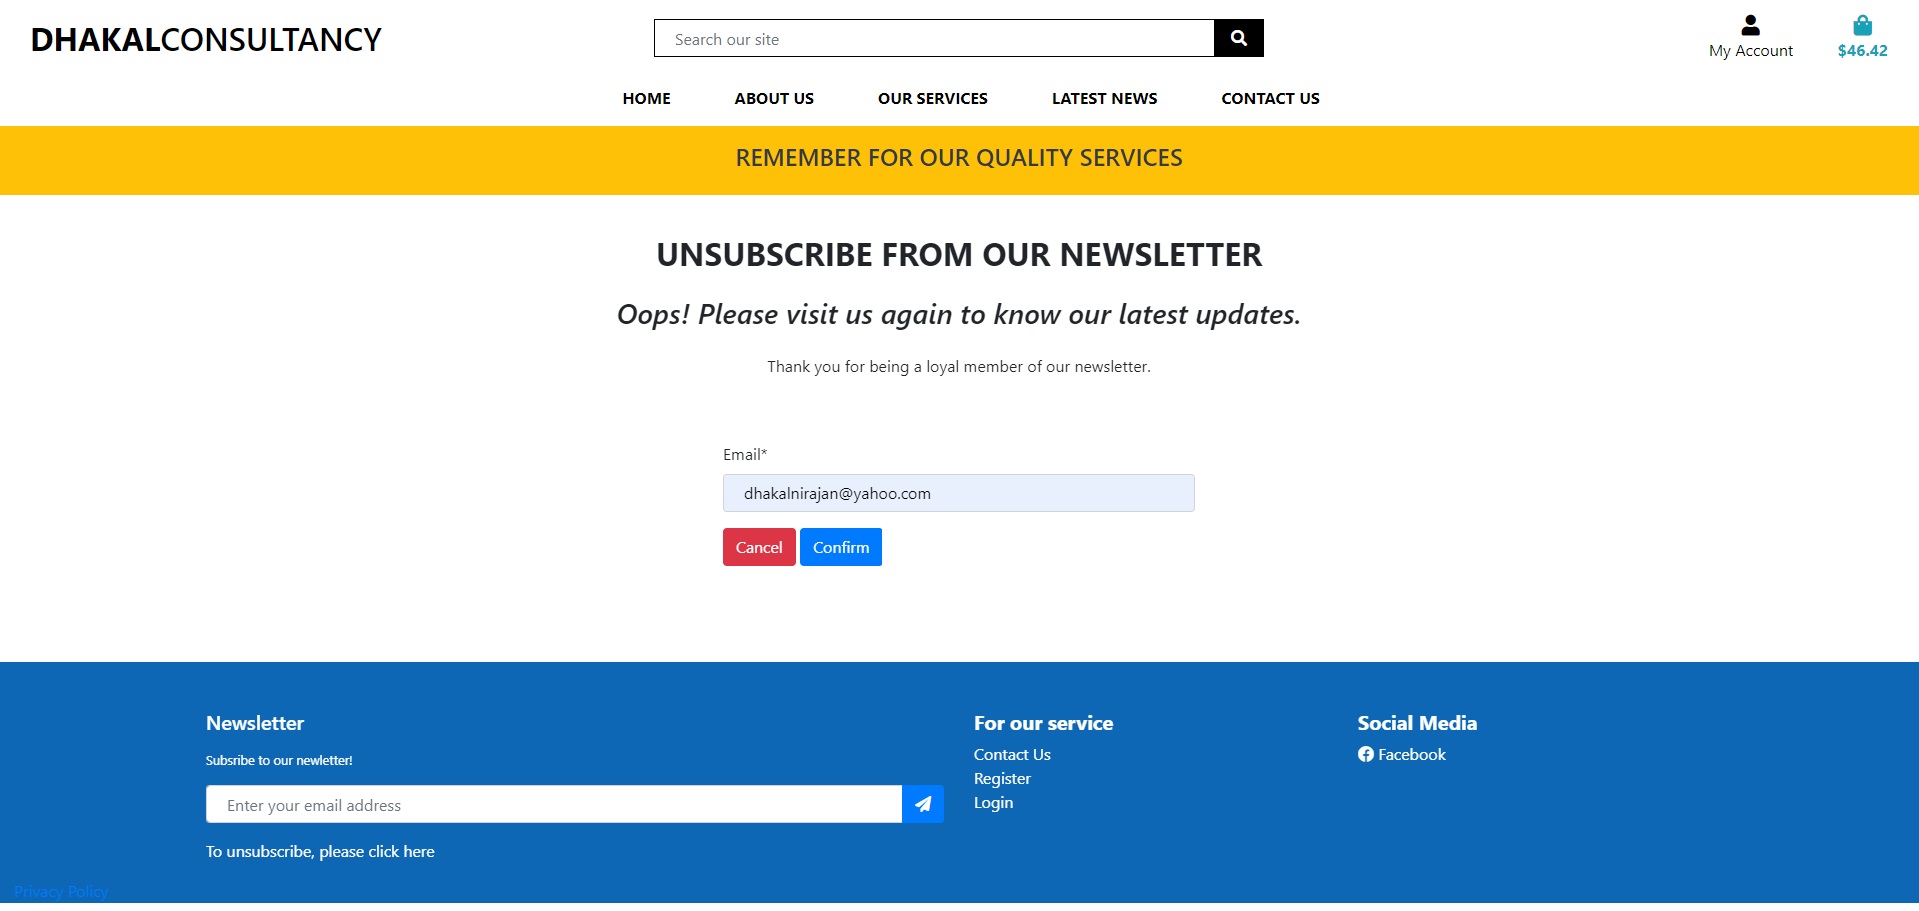 DHAKALCONSULTANCY
Search our site
My Account
$46.42
HOME ABOUT US OUR SERVICES LATEST NEWS CONTACT US
REMEMBER FOR OUR QUALITY SERVICES
UNSUBSCRIBE FROM OUR NEWSLETTER
Oops! Please visit us again to know our latest updates.
Thank you for being a loyal member of our newsletter.
Email*
dhakalnirajan@yahoo.com
Cancel Confirm
Newsletter
Subsribe to our newletter!
Enter your email address
To unsubscribe, please click here
For our service
Contact Us
Register
Login
Social Media
Facebook
Privacy Policy